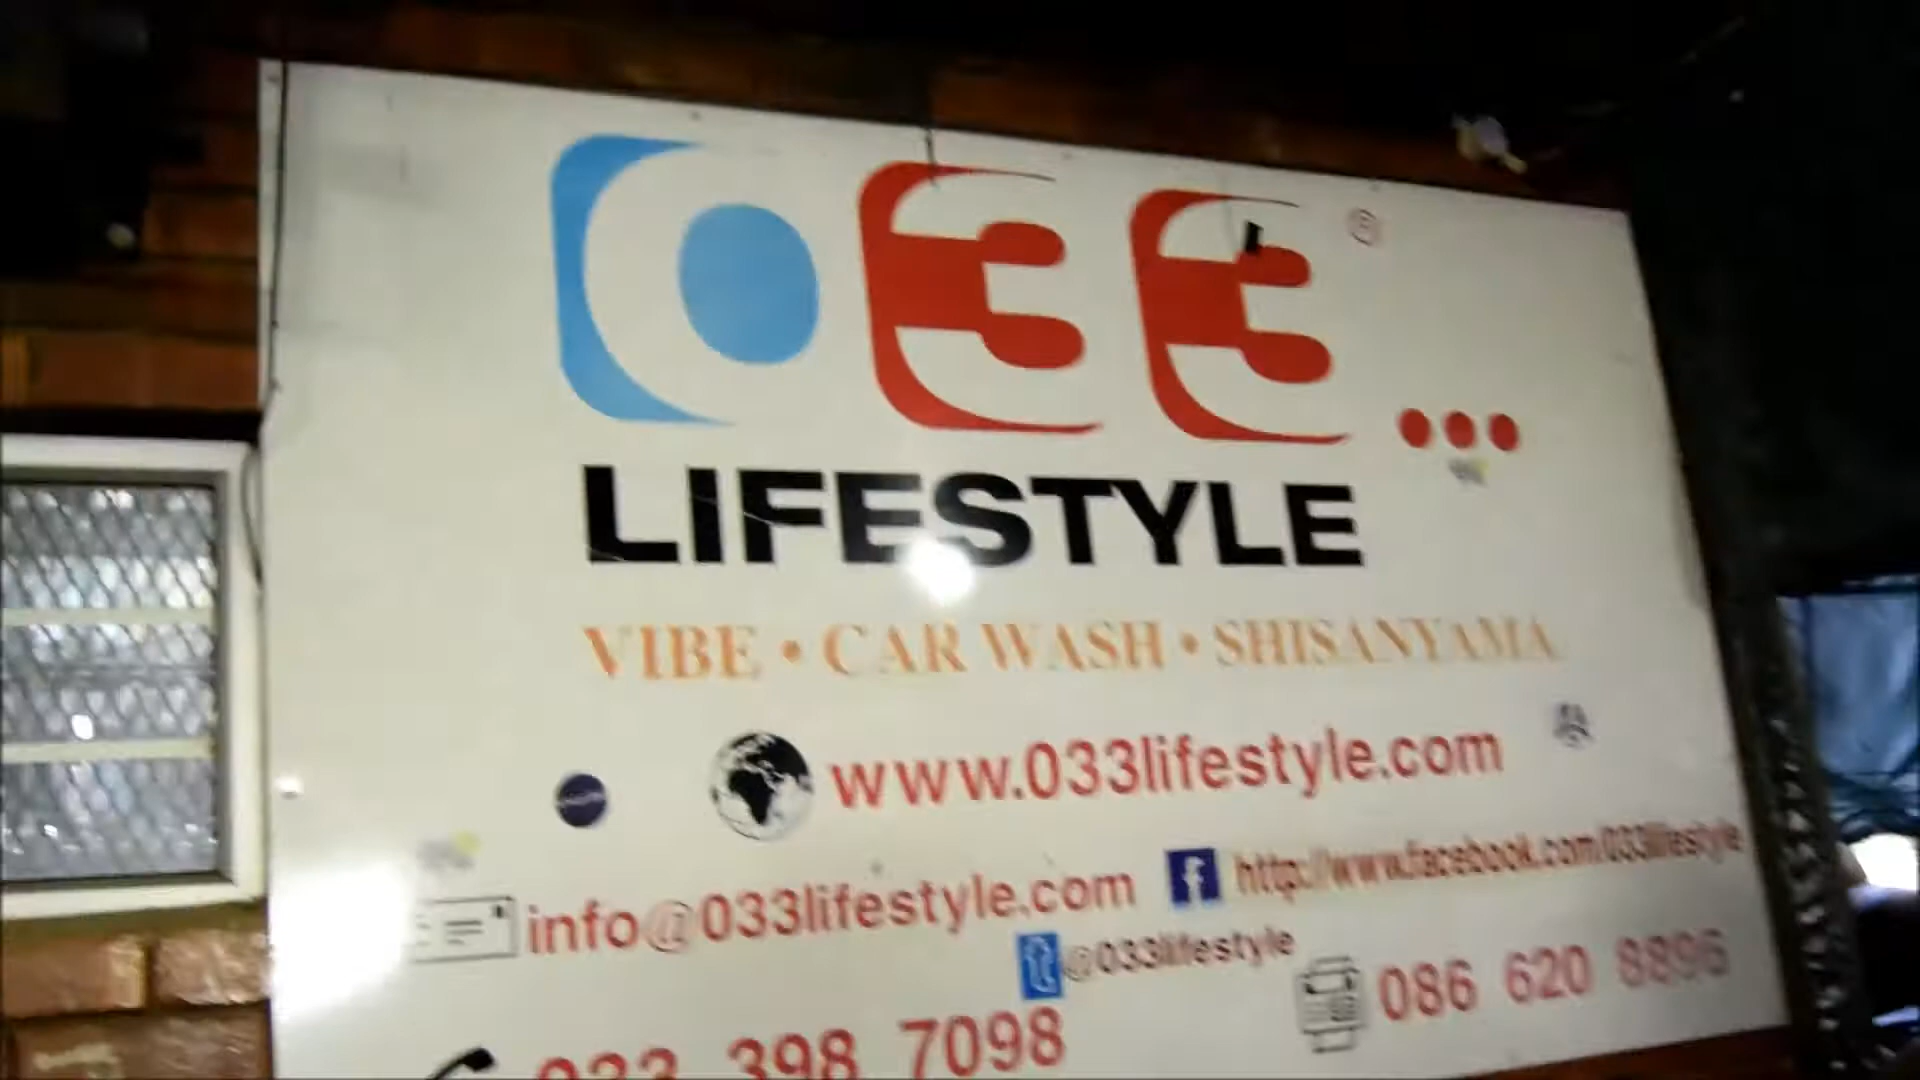 033...
LIFESTYLE
VIBE • CAR WASH • SHISANYAMA
www.033lifestyle.com
info@033lifestyle.com
f http://www.facebook.com/033lifestyle
t @033lifestyle
086 620 8896
033 398 7098